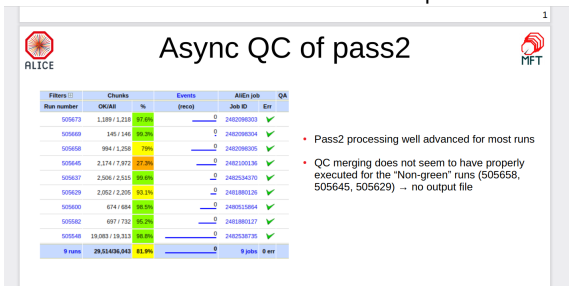 1
Async QC of pass2
ALICE
MFT
Filters Chunks Events AliEn job QA
Run number OK/All % (reco) Job ID Err
505673 1,189 / 1,218 97.6% 0 2482098303
505669 145 / 146 99.3% 0 2482098304
505658 994 / 1,258 79% 0 2482098305
505645 2,174 / 7,972 27.3% 0 2482100136
505637 2,506 / 2,515 99.6% 0 2482534370
505629 2,052 / 2,205 93.1% 0 2481880126
505600 674 / 684 98.5% 0 2480515864
505582 697 / 732 95.2% 0 2481880127
505548 19,083 / 19,313 98.8% 0 2482538735
9 runs 29,514/36,043 81.9% 0 9 jobs 0 err
• Pass2 processing well advanced for most runs
• QC merging does not seem to have properly
executed for the “Non-green” runs (505658,
505645, 505629) → no output file